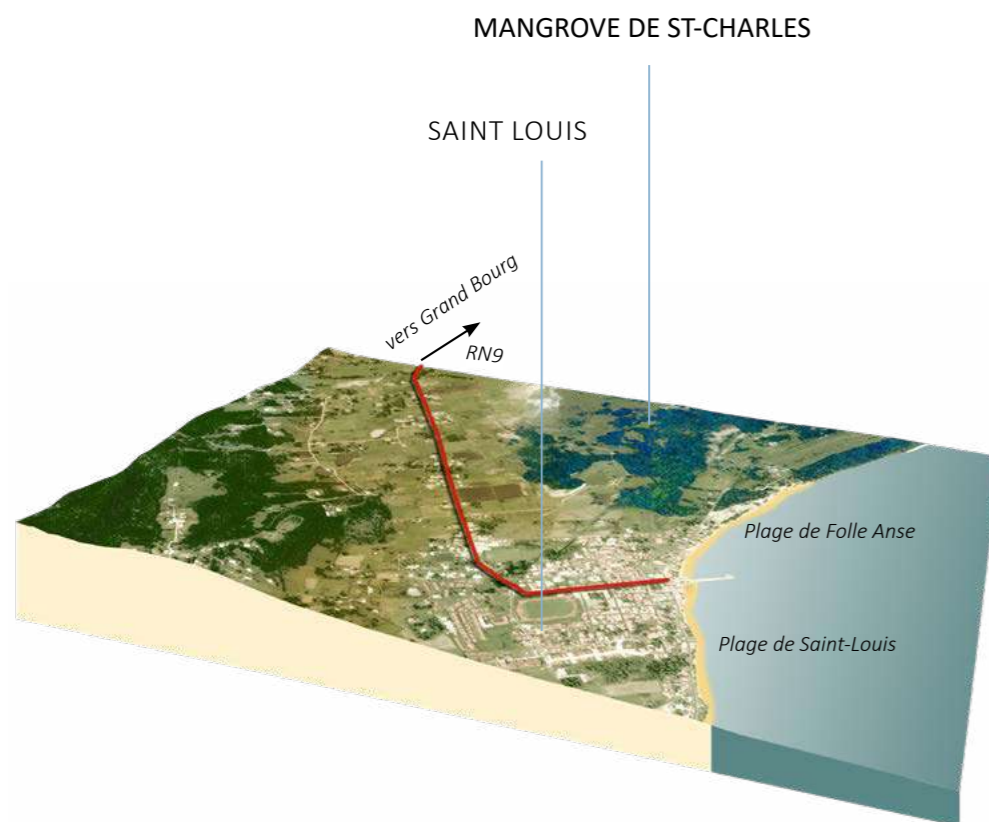 MANGROVE DE ST-CHARLES
SAINT LOUIS
vers Grand Bourg
RN9
Plage de Folle Anse
Plage de Saint-Louis